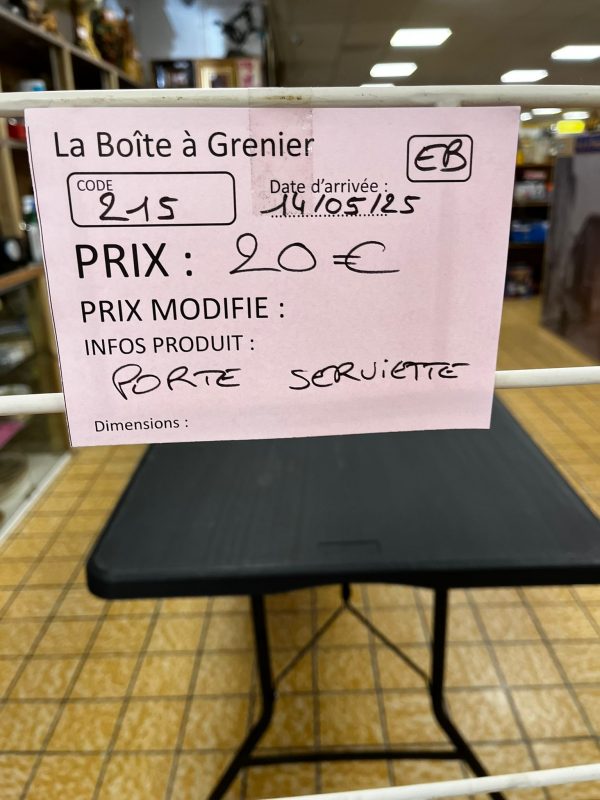 La Boîte à Grenier
EB
CODE
215
Date d'arrivée :
14/05/25
PRIX : 20 €
PRIX MODIFIE :
INFOS PRODUIT :
PORTE SERVIETTE
Dimensions :